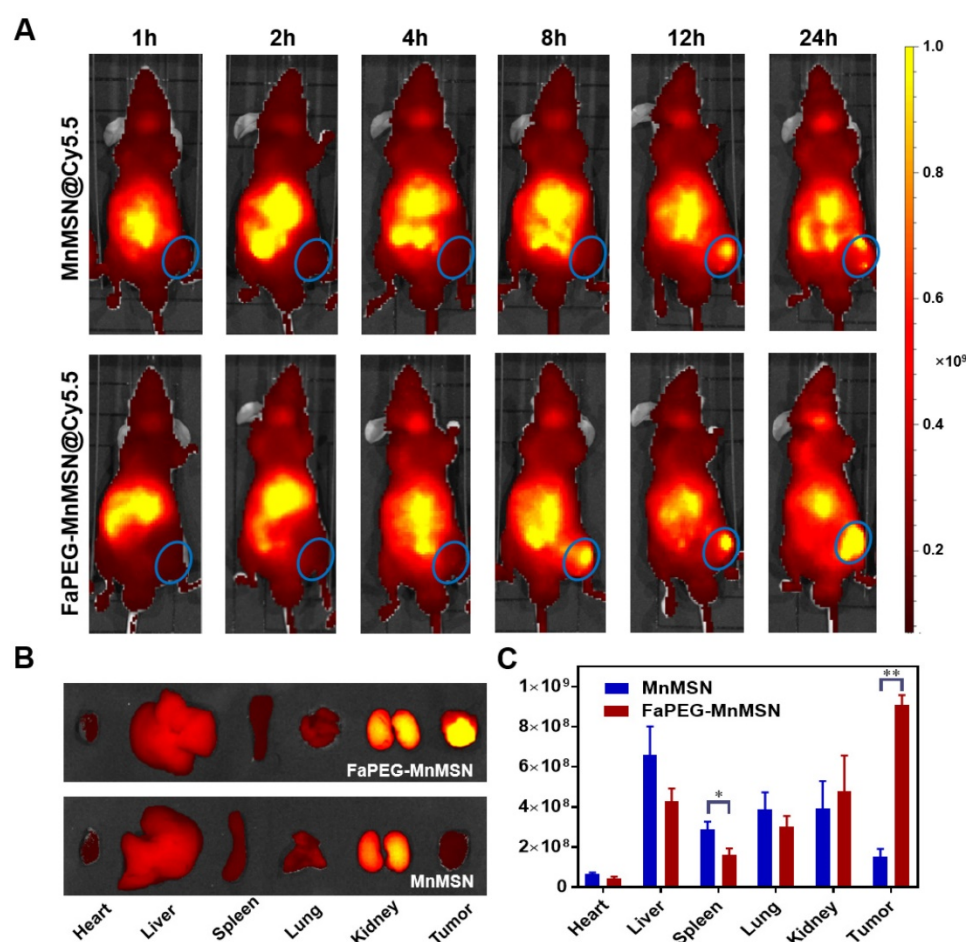 A
1h 2h 4h 8h 12h 24h
MnMSN@Cy5.5
FaPEG-MnMSN@Cy5.5
1.0
0.8
0.6
×10⁹
0.4
0.2
B
FaPEG-MnMSN
MnMSN
Heart Liver Spleen Lung Kidney Tumor
C
MnMSN
FaPEG-MnMSN
1×10⁹
8×10⁸
6×10⁸
4×10⁸
2×10⁸
0
*
**
Heart Liver Spleen Lung Kidney Tumor